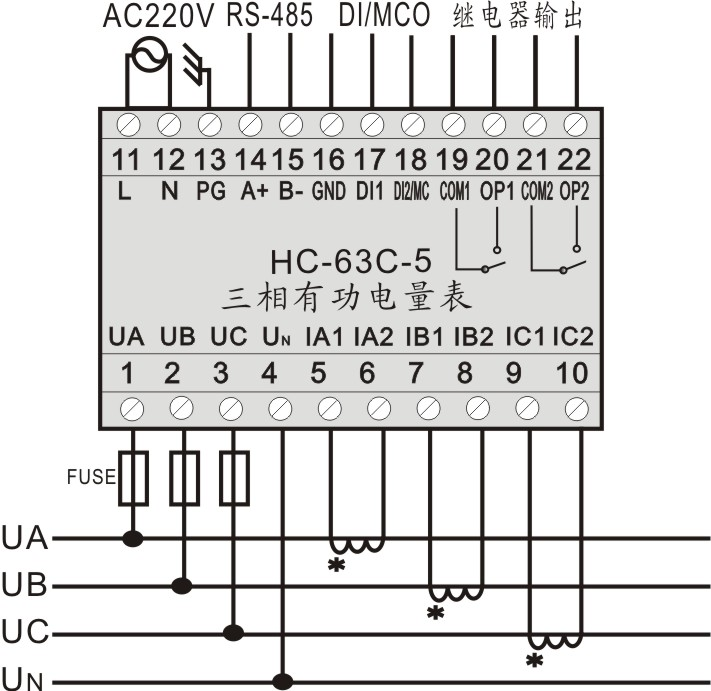 AC220V RS-485 DI/MCO 继电器输出
11 12 13 14 15 16 17 18 19 20 21 22
L N PG A+ B- GND DI1 DI2/MC COM1 OP1 COM2 OP2
HC-63C-5
三相有功电量表
UA UB UC UN IA1 IA2 IB1 IB2 IC1 IC2
1 2 3 4 5 6 7 8 9 10
FUSE
UA
*
UB
*
UC
*
UN